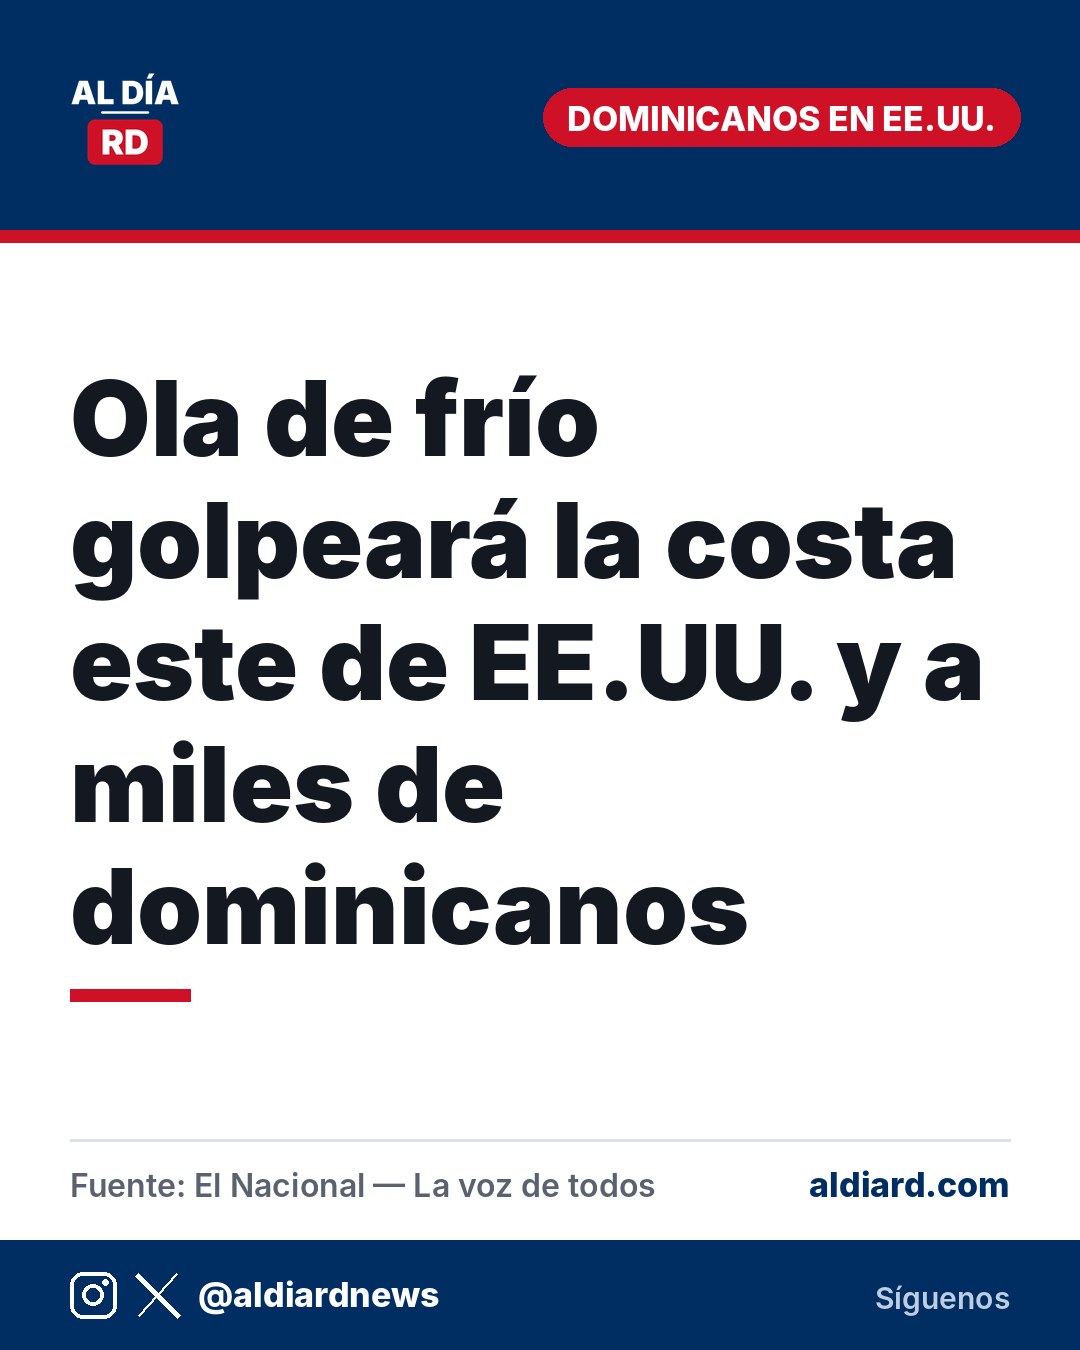 AL DÍA
RD
DOMINICANOS EN EE.UU.
Ola de frío
golpeará la costa
este de EE.UU. y a
miles de
dominicanos
Fuente: El Nacional — La voz de todos
aldiard.com
@aldiardnews
Síguenos